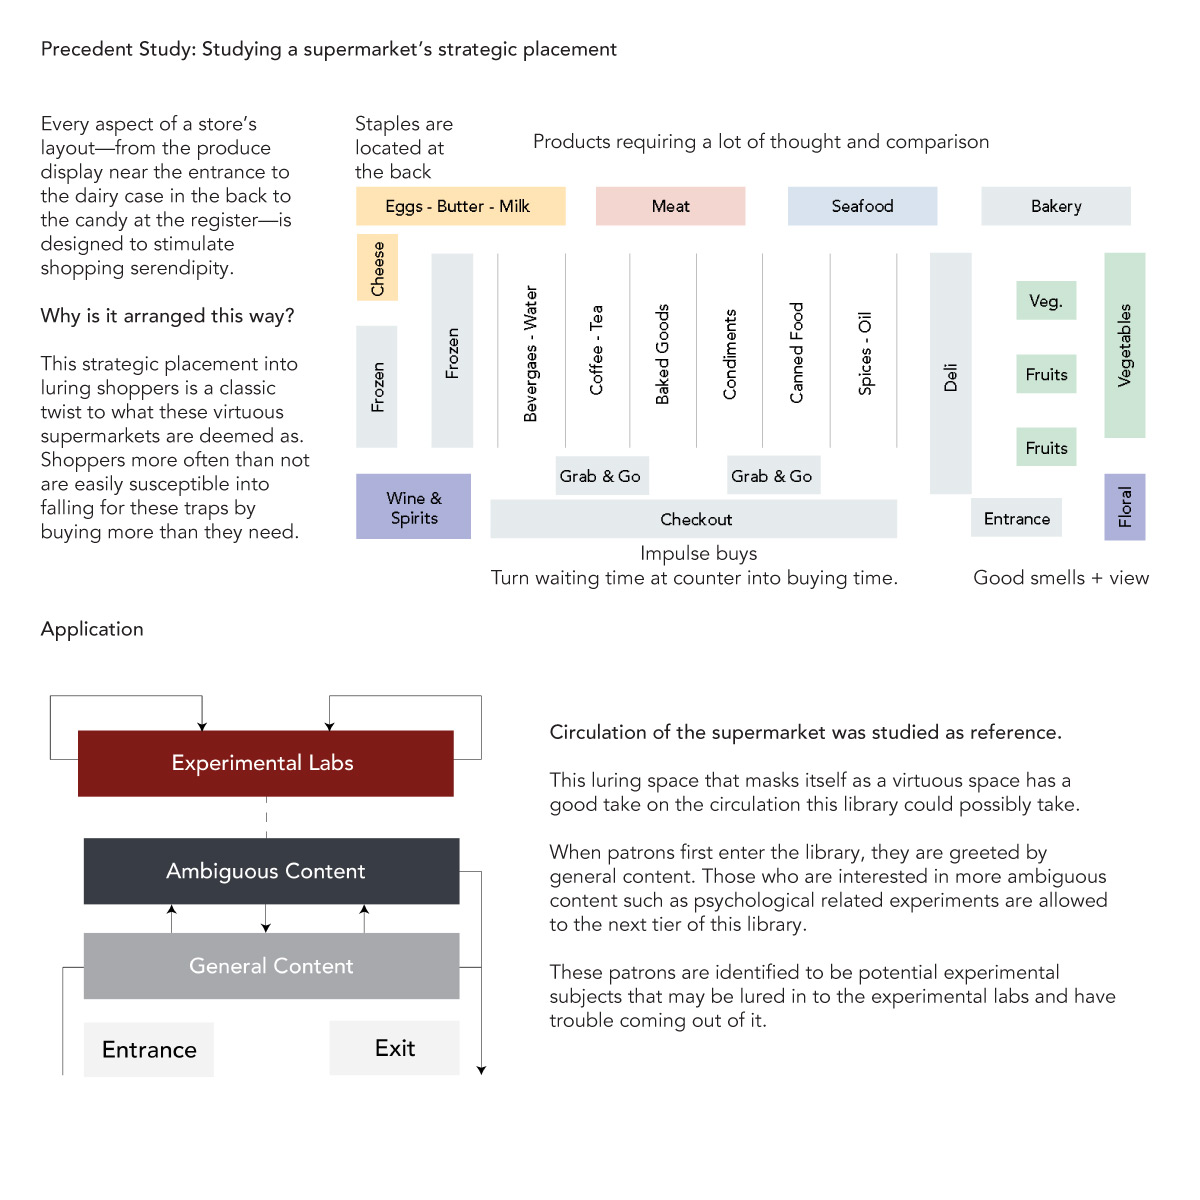 Precedent Study: Studying a supermarket’s strategic placement
Every aspect of a store’s
layout—from the produce
display near the entrance to
the dairy case in the back to
the candy at the register—is
designed to stimulate
shopping serendipity.
Why is it arranged this way?
This strategic placement into
luring shoppers is a classic
twist to what these virtuous
supermarkets are deemed as.
Shoppers more often than not
are easily susceptible into
falling for these traps by
buying more than they need.
Staples are
located at
the back
Products requiring a lot of thought and comparison
Eggs - Butter - Milk
Meat
Seafood
Bakery
Cheese
Frozen
Frozen
Bevergaes - Water
Coffee - Tea
Baked Goods
Condiments
Canned Food
Spices - Oil
Deli
Veg.
Fruits
Fruits
Vegetables
Wine &
Spirits
Grab & Go
Grab & Go
Checkout
Entrance
Floral
Impulse buys
Turn waiting time at counter into buying time.
Good smells + view
Application
Experimental Labs
Ambiguous Content
General Content
Entrance
Exit
Circulation of the supermarket was studied as reference.
This luring space that masks itself as a virtuous space has a
good take on the circulation this library could possibly take.
When patrons first enter the library, they are greeted by
general content. Those who are interested in more ambiguous
content such as psychological related experiments are allowed
to the next tier of this library.
These patrons are identified to be potential experimental
subjects that may be lured in to the experimental labs and have
trouble coming out of it.